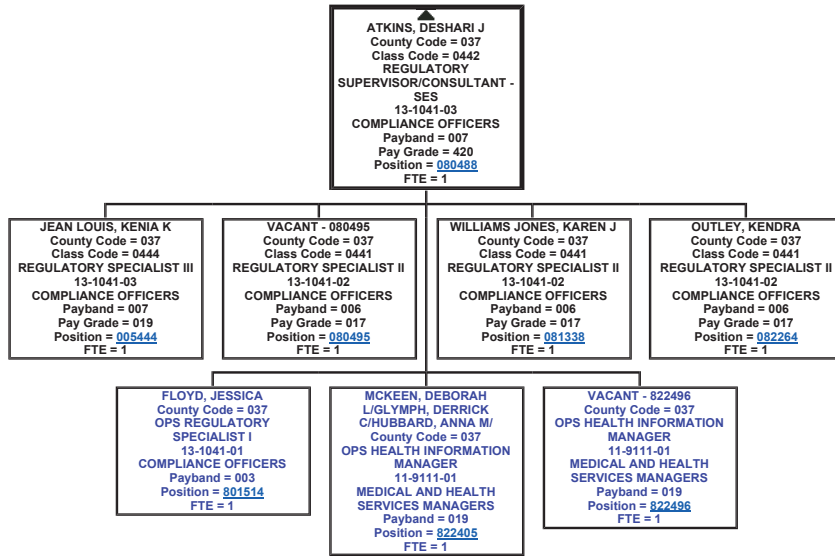 ATKINS, DESHARI J
County Code = 037
Class Code = 0442
REGULATORY
SUPERVISOR/CONSULTANT -
SES
13-1041-03
COMPLIANCE OFFICERS
Payband = 007
Pay Grade = 420
Position = 080488
FTE = 1
JEAN LOUIS, KENIA K
County Code = 037
Class Code = 0444
REGULATORY SPECIALIST III
13-1041-03
COMPLIANCE OFFICERS
Payband = 007
Pay Grade = 019
Position = 005444
FTE = 1
VACANT - 080495
County Code = 037
Class Code = 0441
REGULATORY SPECIALIST II
13-1041-02
COMPLIANCE OFFICERS
Payband = 006
Pay Grade = 017
Position = 080495
FTE = 1
WILLIAMS JONES, KAREN J
County Code = 037
Class Code = 0441
REGULATORY SPECIALIST II
13-1041-02
COMPLIANCE OFFICERS
Payband = 006
Pay Grade = 017
Position = 081338
FTE = 1
OUTLEY, KENDRA
County Code = 037
Class Code = 0441
REGULATORY SPECIALIST II
13-1041-02
COMPLIANCE OFFICERS
Payband = 006
Pay Grade = 017
Position = 082264
FTE = 1
FLOYD, JESSICA
County Code = 037
OPS REGULATORY
SPECIALIST I
13-1041-01
COMPLIANCE OFFICERS
Payband = 003
Position = 801514
FTE = 1
MCKEEN, DEBORAH
L/GLYMPH, DERRICK
C/HUBBARD, ANNA M/
County Code = 037
OPS HEALTH INFORMATION
MANAGER
11-9111-01
MEDICAL AND HEALTH
SERVICES MANAGERS
Payband = 019
Position = 822405
FTE = 1
VACANT - 822496
County Code = 037
OPS HEALTH INFORMATION
MANAGER
11-9111-01
MEDICAL AND HEALTH
SERVICES MANAGERS
Payband = 019
Position = 822496
FTE = 1